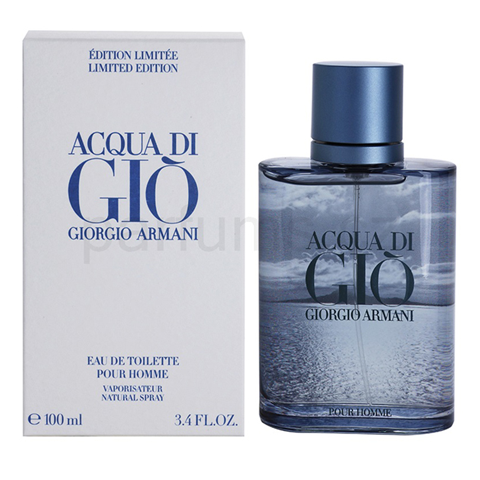 ÉDITION LIMITÉE
LIMITED EDITION
ACQUA DI
GIÒ
GIORGIO ARMANI
EAU DE TOILETTE
POUR HOMME
VAPORISATEUR
NATURAL SPRAY
e 100 ml 3.4 FL.OZ.
ACQUA DI
GIÒ
GIORGIO ARMANI
POUR HOMME